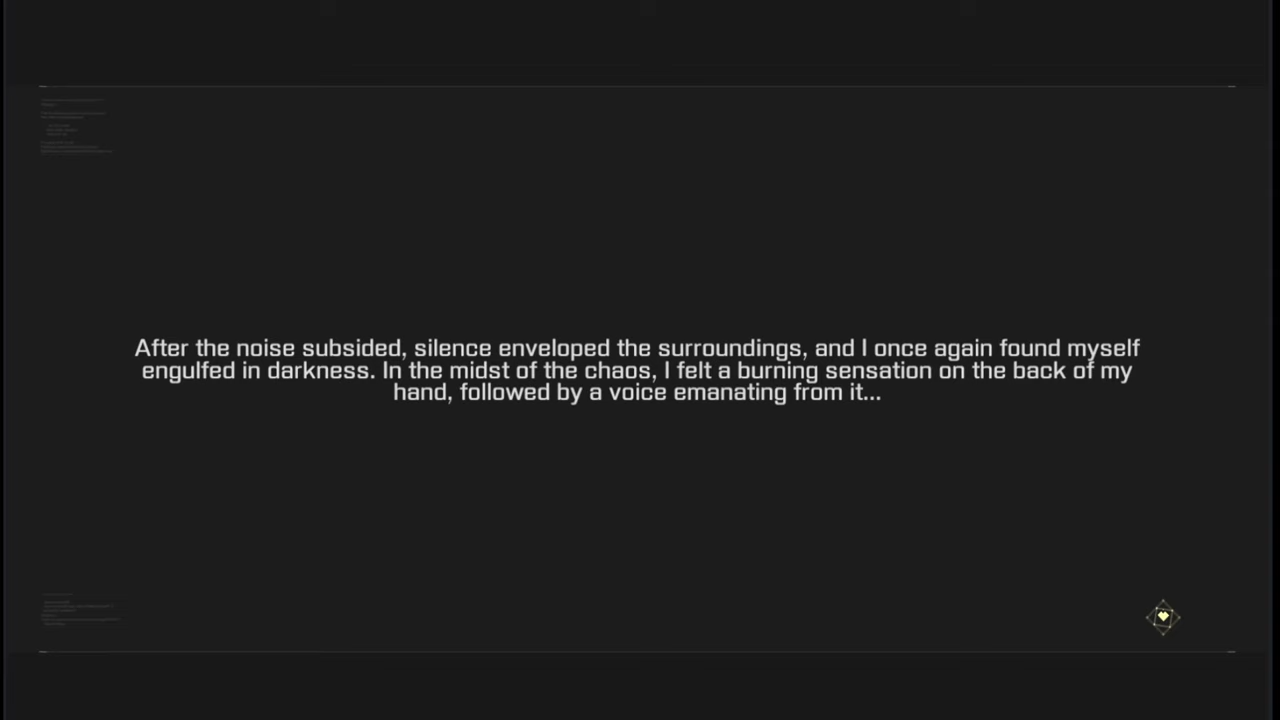 After the noise subsided, silence enveloped the surroundings, and I once again found myself
engulfed in darkness. In the midst of the chaos, I felt a burning sensation on the back of my
hand, followed by a voice emanating from it...